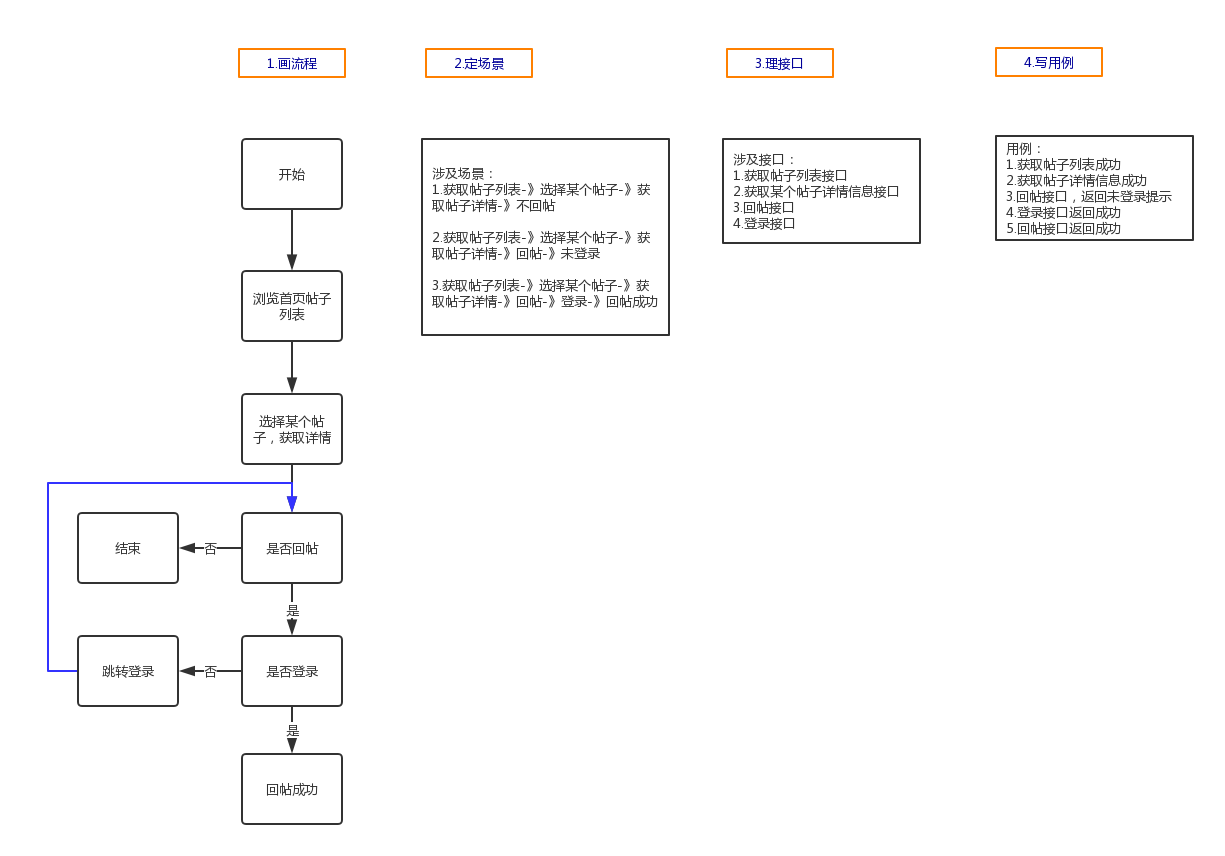 1.画流程
2.定场景
3.理接口
4.写用例
开始
浏览首页帖子
列表
选择某个帖
子，获取详情
是否回帖
否
结束
是
是否登录
否
跳转登录
是
回帖成功
涉及场景：
1.获取帖子列表-》选择某个帖子-》获
取帖子详情-》不回帖
2.获取帖子列表-》选择某个帖子-》获
取帖子详情-》回帖-》未登录
3.获取帖子列表-》选择某个帖子-》获
取帖子详情-》回帖-》登录-》回帖成功
涉及接口：
1.获取帖子列表接口
2.获取某个帖子详情信息接口
3.回帖接口
4.登录接口
用例：
1.获取帖子列表成功
2.获取帖子详情信息成功
3.回帖接口，返回未登录提示
4.登录接口返回成功
5.回帖接口返回成功